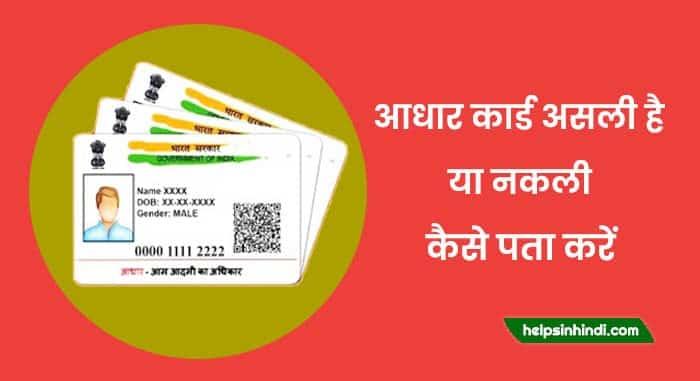 भारत सरकार
GOVERNMENT OF INDIA
Name XXXX
DOB: XX-XX-XXXX
Gender: MALE
0000 1111 2222
आधार - आम आदमी का अधिकार
आधार कार्ड असली है
या नकली
कैसे पता करें
helpsinhindi.com